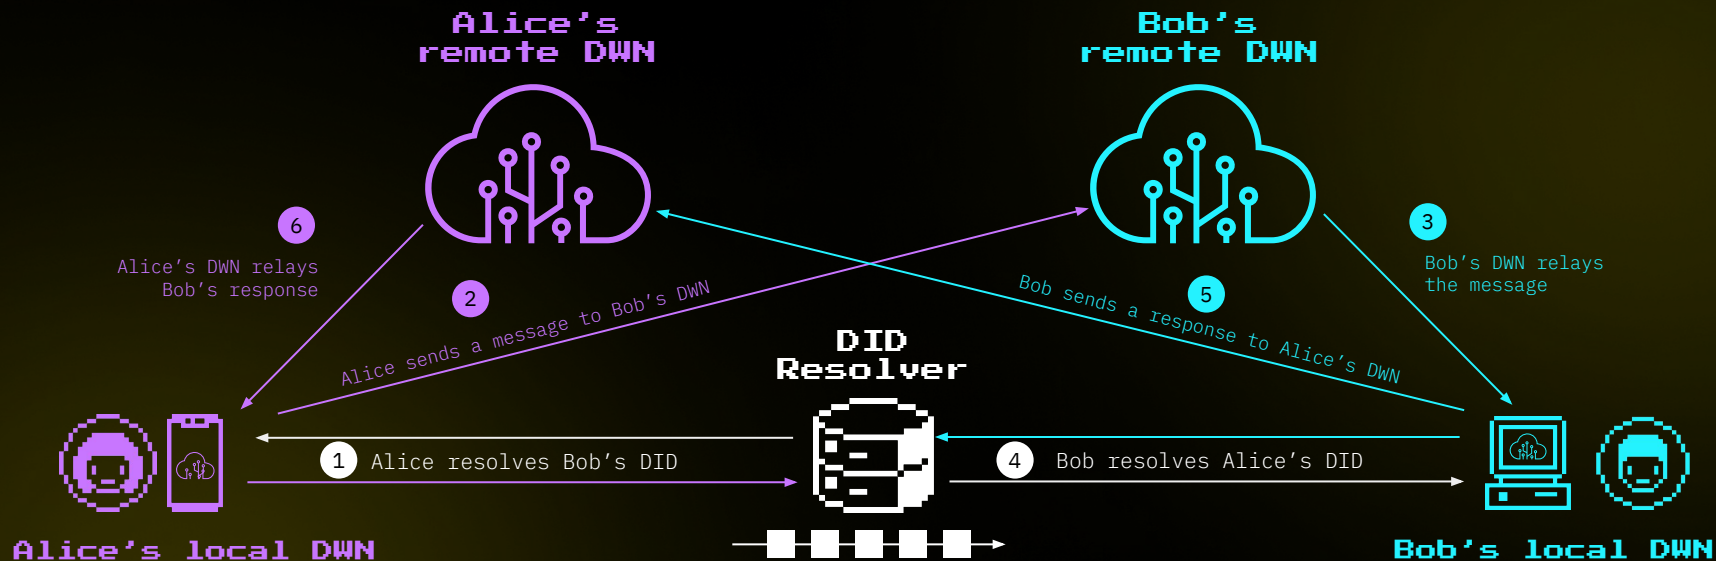 Alice's
remote DWN
Bob's
remote DWN
6
Alice's DWN relays
Bob's response
2
Alice sends a message to Bob's DWN
3
Bob's DWN relays
the message
5
Bob sends a response to Alice's DWN
DID
Resolver
1 Alice resolves Bob's DID
4 Bob resolves Alice's DID
Alice's local DWN
Bob's local DWN